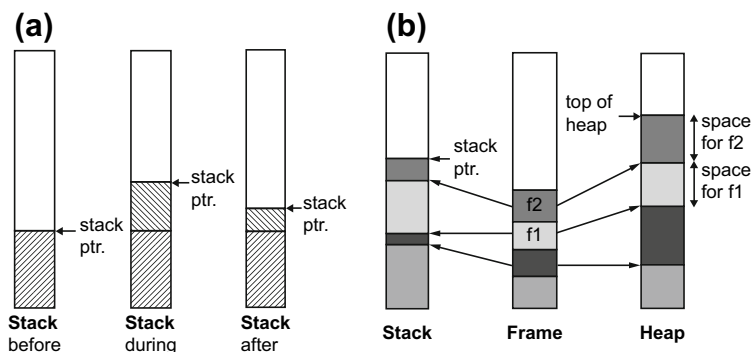 (a)
stack
ptr.
stack
ptr.
stack
ptr.
Stack
before
Stack
during
Stack
after
(b)
top of
heap
stack
ptr.
space
for f2
space
for f1
f2
f1
Stack
Frame
Heap